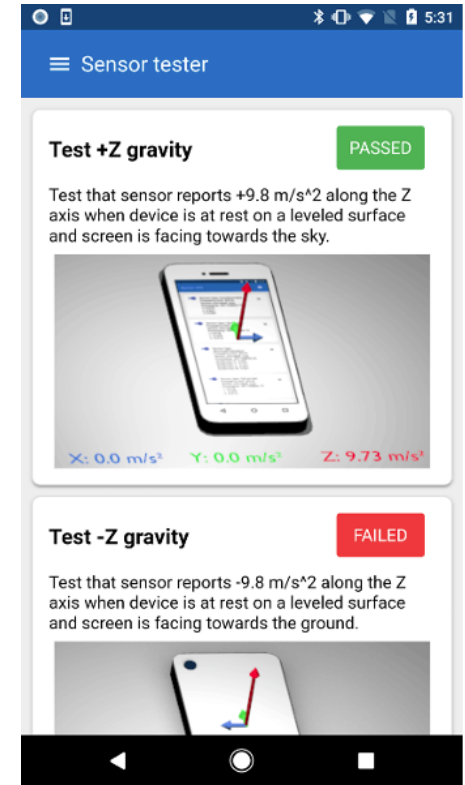 5:31
Sensor tester
Test +Z gravity
PASSED
Test that sensor reports +9.8 m/s^2 along the Z
axis when device is at rest on a leveled surface
and screen is facing towards the sky.
X: 0.0 m/s² Y: 0.0 m/s² Z: 9.73 m/s²
Test -Z gravity
FAILED
Test that sensor reports -9.8 m/s^2 along the Z
axis when device is at rest on a leveled surface
and screen is facing towards the ground.